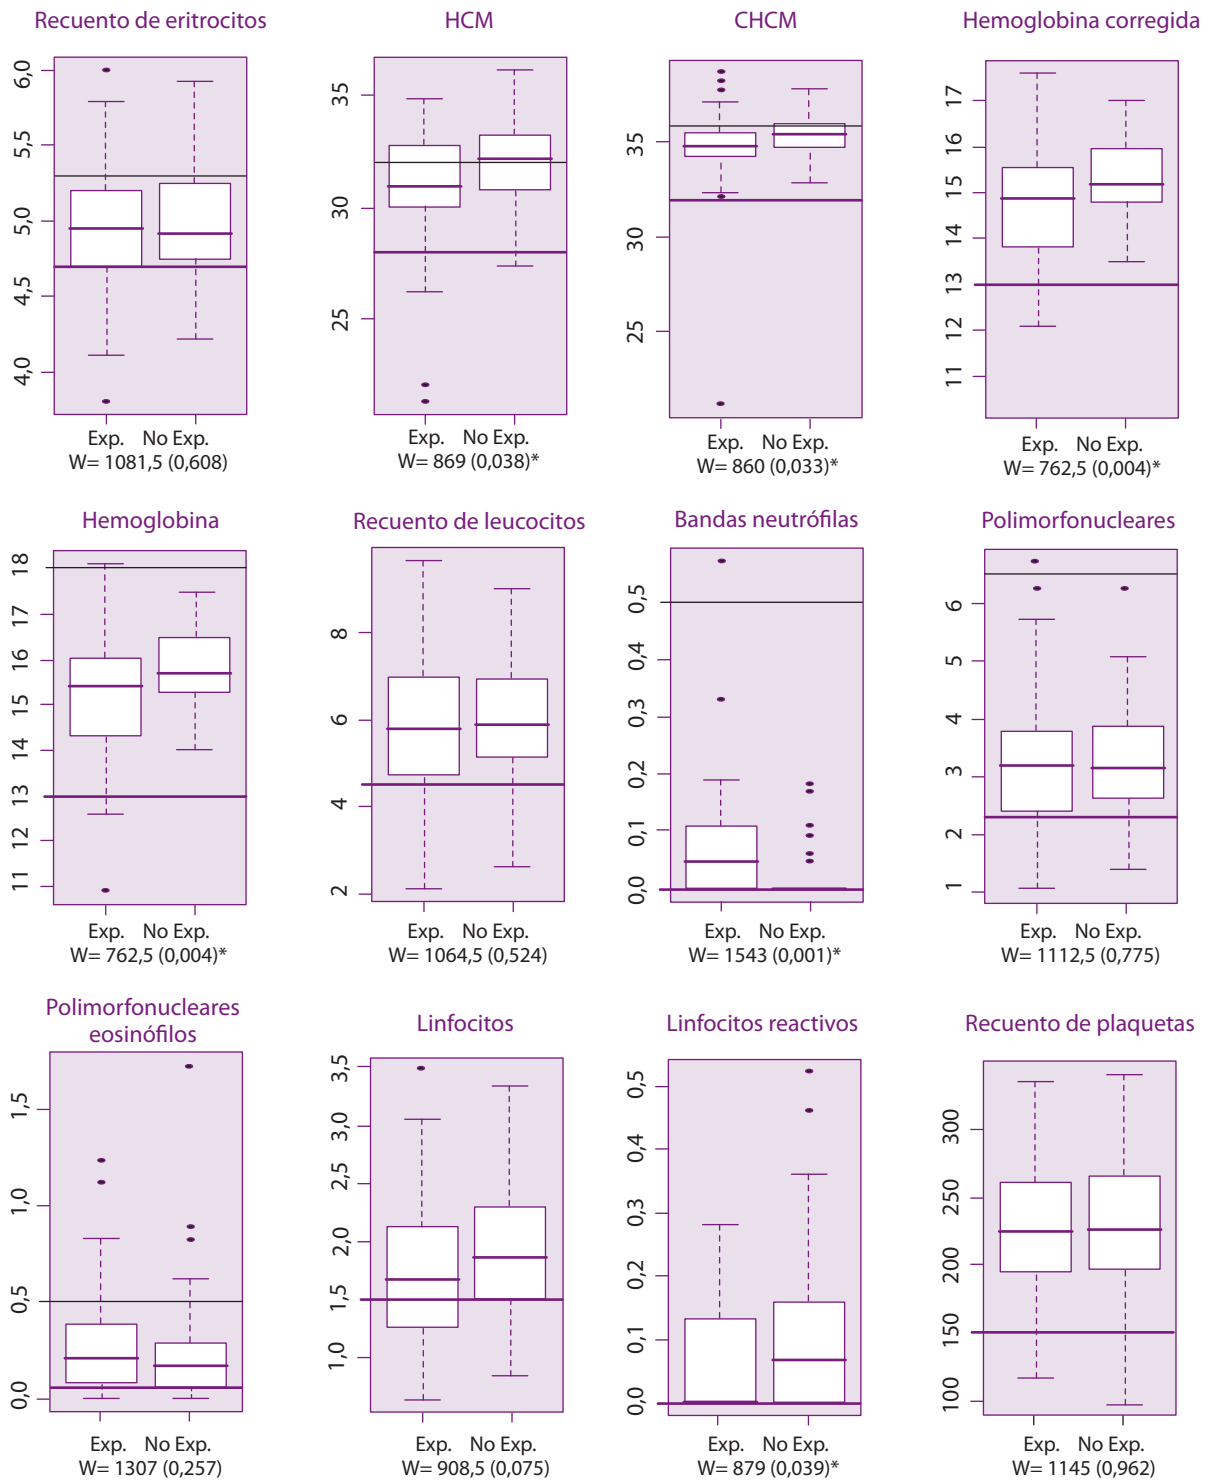 Recuento de eritrocitos
6,0
5,5
5,0
4,5
4,0
Exp. No Exp.
W= 1081,5 (0,608)
HCM
35
30
25
Exp. No Exp.
W= 869 (0,038)*
CHCM
35
30
25
Exp. No Exp.
W= 860 (0,033)*
Hemoglobina corregida
17
16
15
14
13
12
11
Exp. No Exp.
W= 762,5 (0,004)*
Hemoglobina
18
17
16
15
14
13
12
11
Exp. No Exp.
W= 762,5 (0,004)*
Recuento de leucocitos
8
6
4
2
Exp. No Exp.
W= 1064,5 (0,524)
Bandas neutrófilas
0,5
0,4
0,3
0,2
0,1
0,0
Exp. No Exp.
W= 1543 (0,001)*
Polimorfonucleares
6
5
4
3
2
1
Exp. No Exp.
W= 1112,5 (0,775)
Polimorfonucleares
eosinófilos
1,5
1,0
0,5
0,0
Exp. No Exp.
W= 1307 (0,257)
Linfocitos
3,5
3,0
2,5
2,0
1,5
1,0
Exp. No Exp.
W= 908,5 (0,075)
Linfocitos reactivos
0,5
0,4
0,3
0,2
0,1
0,0
Exp. No Exp.
W= 879 (0,039)*
Recuento de plaquetas
300
250
200
150
100
Exp. No Exp.
W= 1145 (0,962)